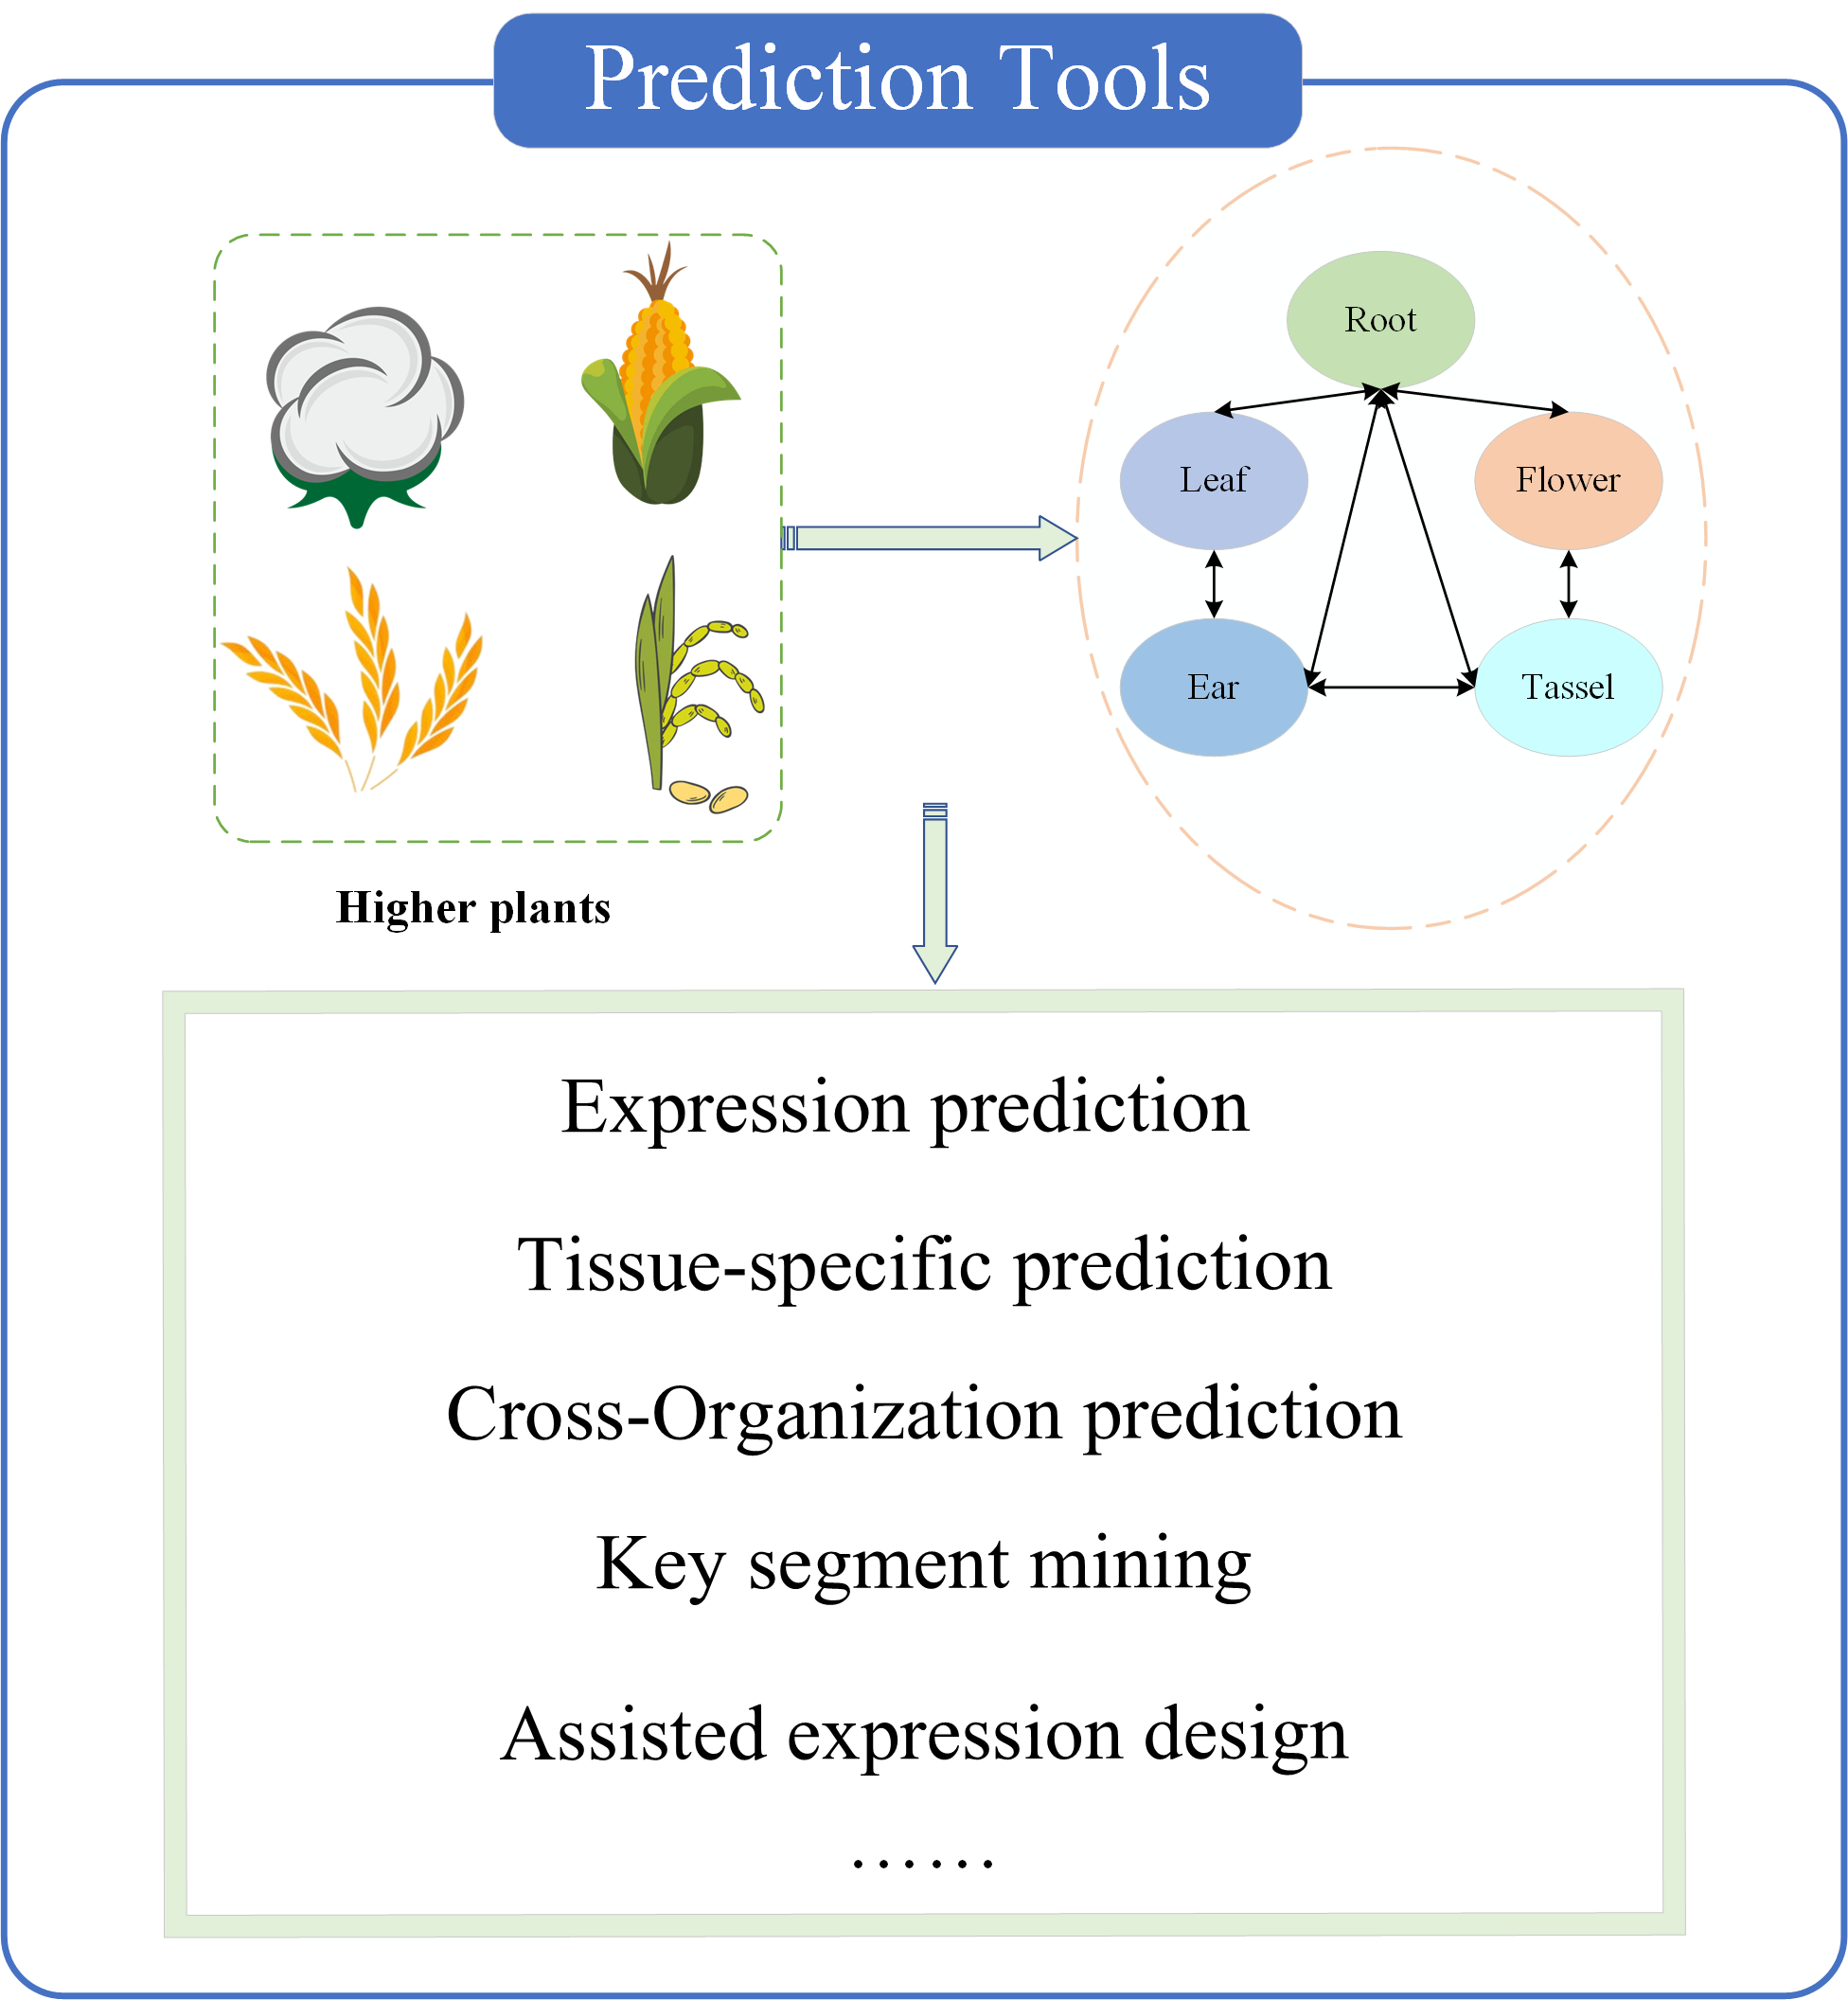 Prediction Tools
Root
Leaf
Flower
Ear
Tassel
Higher plants
Expression prediction
Tissue-specific prediction
Cross-Organization prediction
Key segment mining
Assisted expression design
……